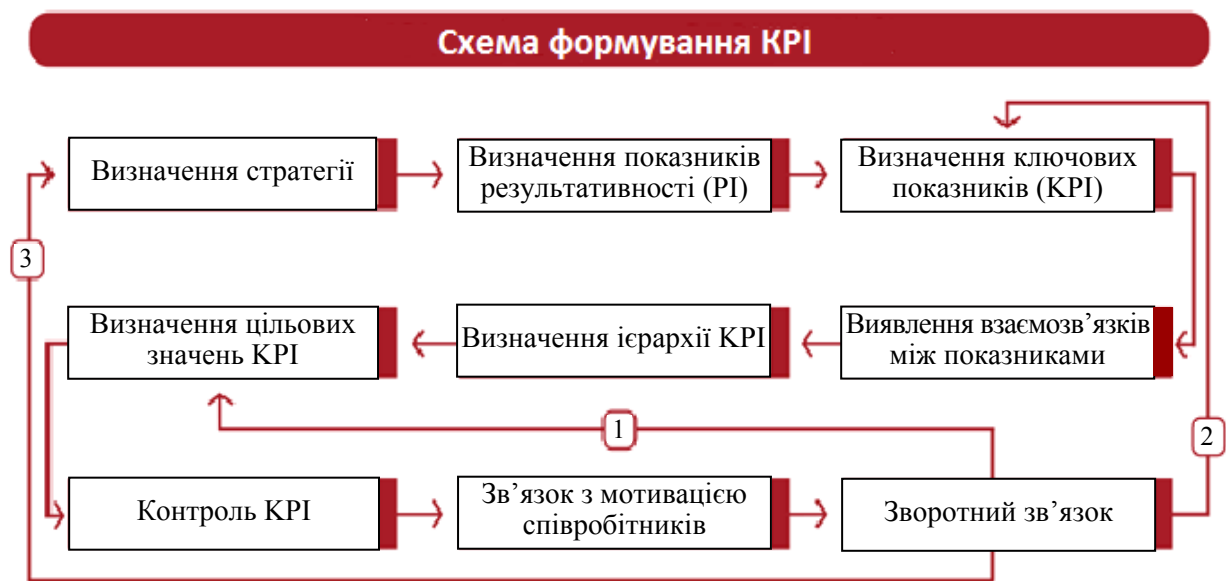 Схема формування KPI
Визначення стратегії
Визначення показників
результативності (PI)
Визначення ключових
показників (KPI)
3
Визначення цільових
значень KPI
Визначення ієрархії KPI
Виявлення взаємозв’язків
між показниками
1
2
Контроль KPI
Зв’язок з мотивацією
співробітників
Зворотний зв’язок